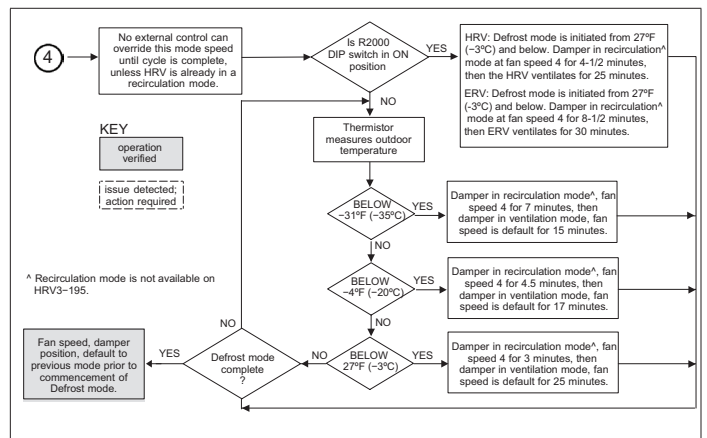 4
No external control can
override this mode speed
until cycle is complete,
unless HRV is already in a
recirculation mode.
Is R2000
DIP switch in ON
position
YES
HRV: Defrost mode is initiated from 27ºF
(−3ºC) and below. Damper in recirculation^
mode at fan speed 4 for 4-1/2 minutes,
then the HRV ventilates for 25 minutes.
ERV: Defrost mode is initiated from 27ºF
(-3ºC) and below. Damper in recirculation^
mode at fan speed 4 for 8-1/2 minutes,
then ERV ventilates for 30 minutes.
NO
KEY
operation
verified
issue detected;
action required
Thermistor
measures outdoor
temperature
BELOW
−31ºF (−35ºC)
YES
Damper in recirculation mode^, fan
speed 4 for 7 minutes, then
damper in ventilation mode, fan
speed is default for 15 minutes.
NO
^ Recirculation mode is not available on
HRV3−195.
BELOW
−4ºF (−20ºC)
YES
Damper in recirculation mode^, fan
speed 4 for 4.5 minutes, then
damper in ventilation mode, fan
speed is default for 17 minutes.
NO
NO
Fan speed, damper
position, default to
previous mode prior to
commencement of
Defrost mode.
YES
Defrost mode
complete
?
NO
BELOW
27ºF (−3ºC)
YES
Damper in recirculation mode^, fan
speed 4 for 3 minutes, then
damper in ventilation mode, fan
speed is default for 25 minutes.